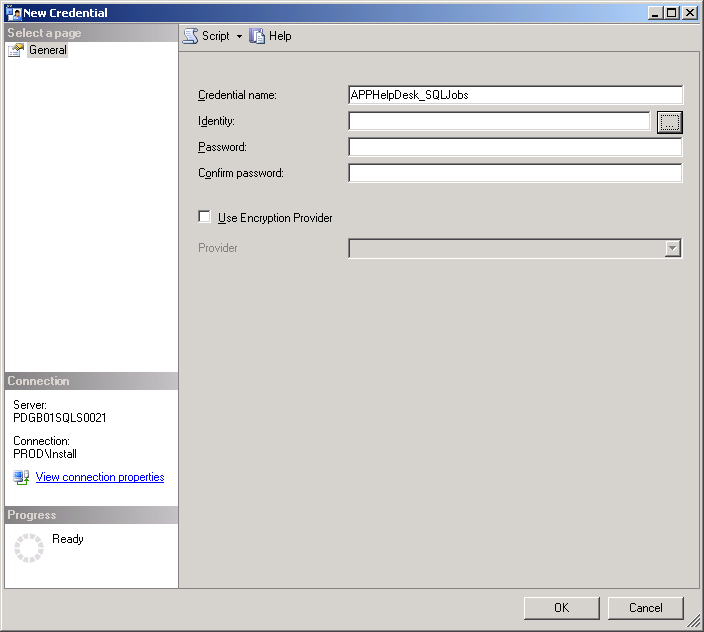 New Credential
Select a page
General
Script
Help
Credential name:
APPHelpDesk_SQLJobs
Identity:
...
Password:
Confirm password:
Use Encryption Provider
Provider
Connection
Server:
PDGB01SQLS0021
Connection:
PROD\Install
View connection properties
Progress
Ready
OK
Cancel